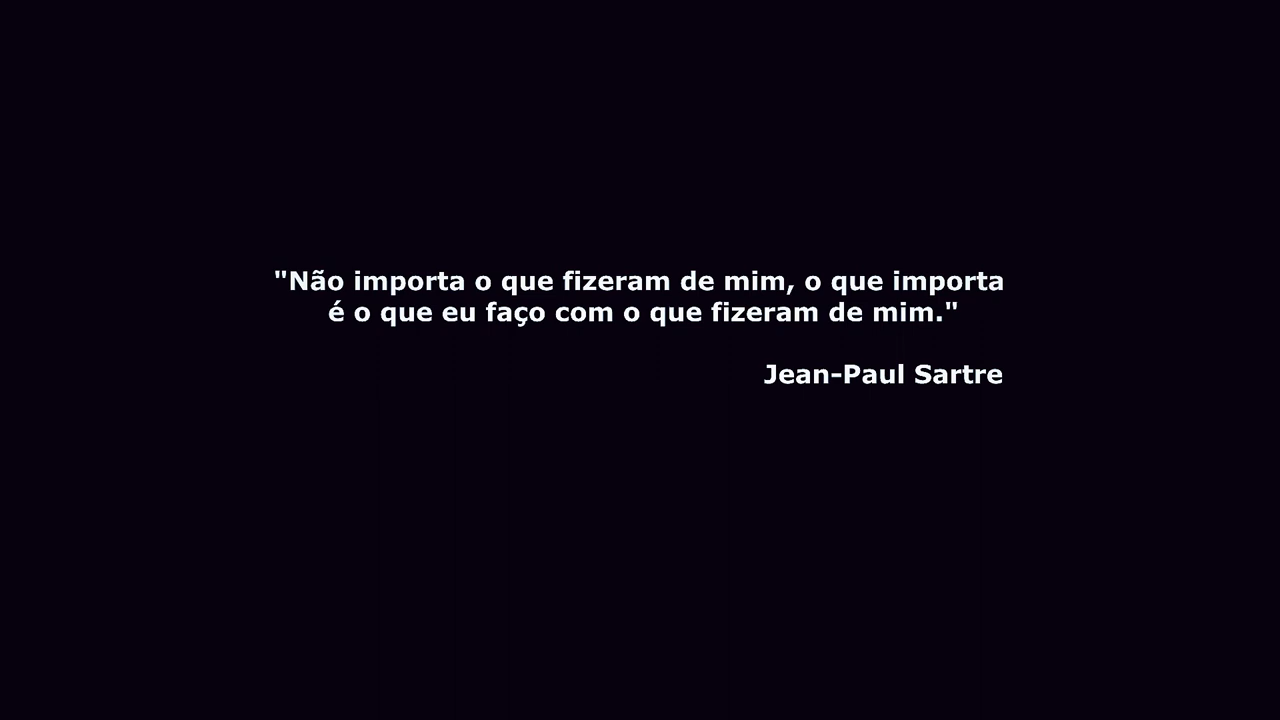 "Não importa o que fizeram de mim, o que importa
é o que eu faço com o que fizeram de mim."
Jean-Paul Sartre